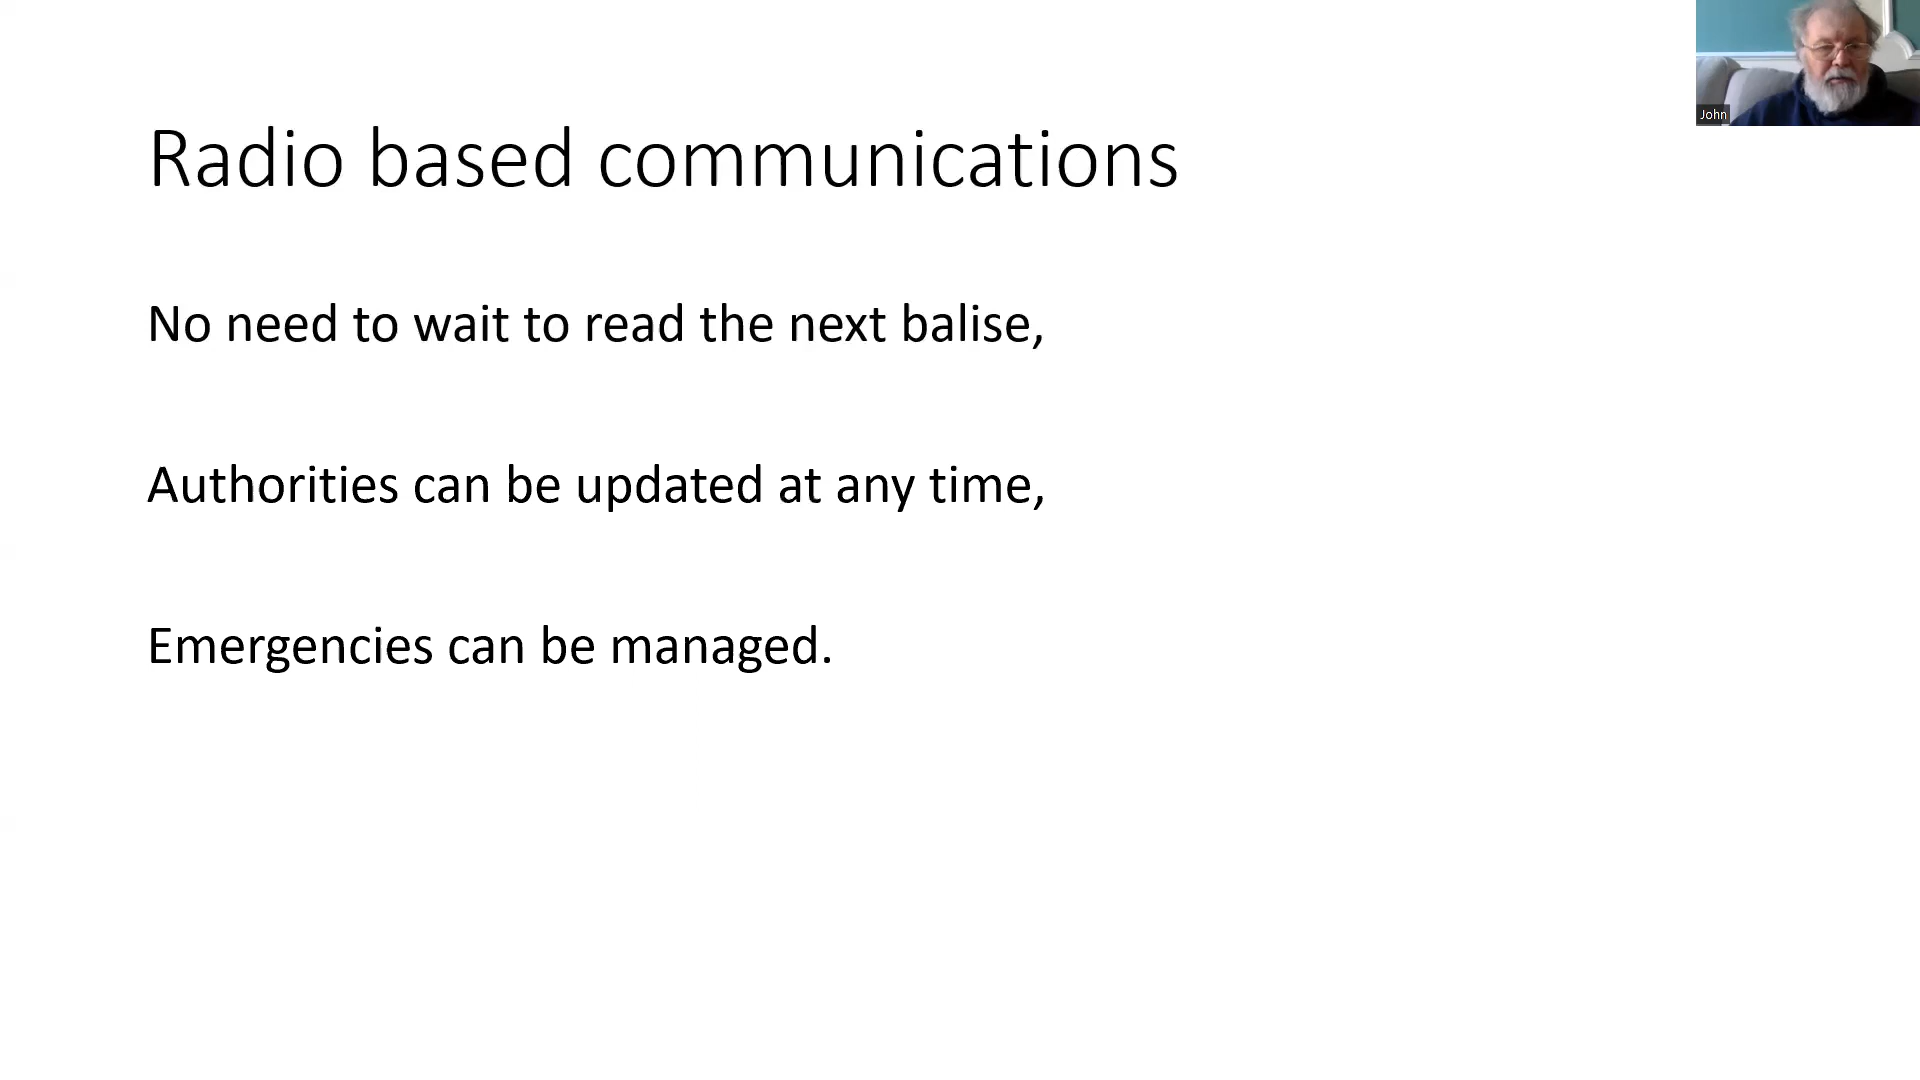 John
Radio based communications
No need to wait to read the next balise,
Authorities can be updated at any time,
Emergencies can be managed.